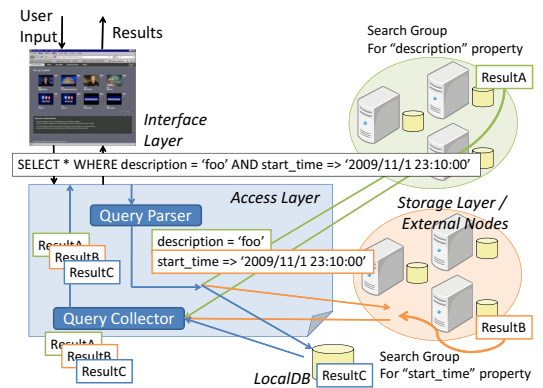 User
Input
Results
Search Group
For "description" property
ResultA
Interface
Layer
SELECT * WHERE description = 'foo' AND start_time => '2009/11/1 23:10:00'
Access Layer
Query Parser
Storage Layer /
External Nodes
description = 'foo'
start_time => '2009/11/1 23:10:00'
ResultA
ResultB
ResultC
Query Collector
ResultB
ResultA
ResultB
ResultC
LocalDB
ResultC
Search Group
For "start_time" property